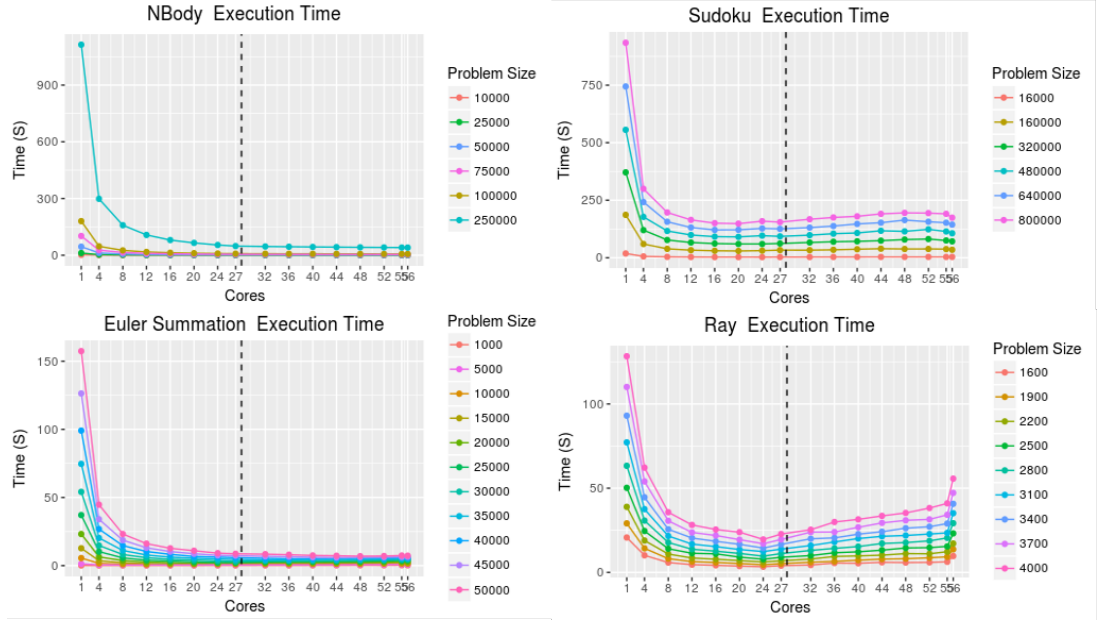 NBody  Execution Time
Time (S)
900
600
300
0
1 4 8 12 16 20 24 27 32 36 40 44 48 52 55 56
Cores
Problem Size
10000
25000
50000
75000
100000
250000
Sudoku  Execution Time
Time (S)
750
500
250
0
1 4 8 12 16 20 24 27 32 36 40 44 48 52 55 56
Cores
Problem Size
16000
160000
320000
480000
640000
800000
Euler Summation  Execution Time
Time (S)
150
100
50
0
1 4 8 12 16 20 24 27 32 36 40 44 48 52 55 56
Cores
Problem Size
1000
5000
10000
15000
20000
25000
30000
35000
40000
45000
50000
Ray  Execution Time
Time (S)
100
50
0
1 4 8 12 16 20 24 27 32 36 40 44 48 52 55 56
Cores
Problem Size
1600
1900
2200
2500
2800
3100
3400
3700
4000